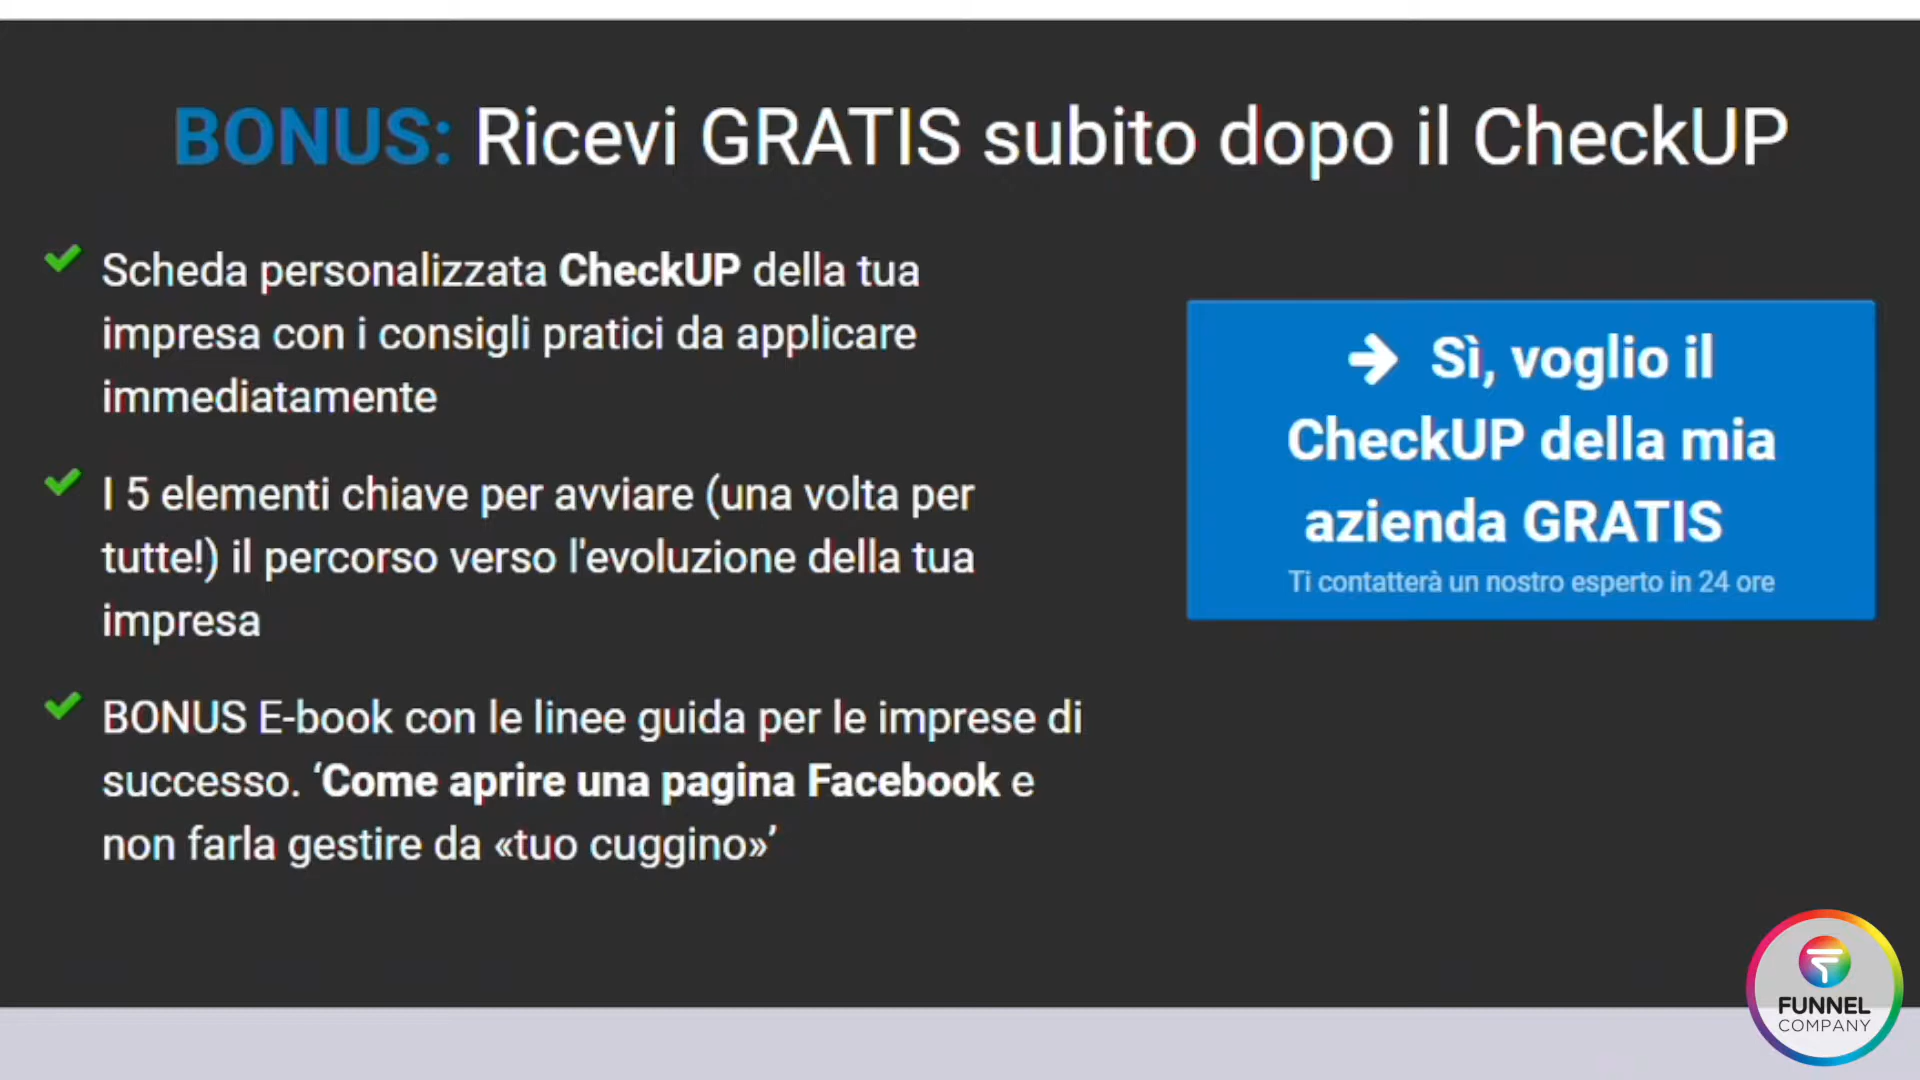 BONUS: Ricevi GRATIS subito dopo il CheckUP
Scheda personalizzata CheckUP della tua
impresa con i consigli pratici da applicare
immediatamente
I 5 elementi chiave per avviare (una volta per
tutte!) il percorso verso l'evoluzione della tua
impresa
BONUS E-book con le linee guida per le imprese di
successo. ‘Come aprire una pagina Facebook e
non farla gestire da «tuo cuggino»’
Sì, voglio il
CheckUP della mia
azienda GRATIS
Ti contatterà un nostro esperto in 24 ore
FUNNEL
COMPANY